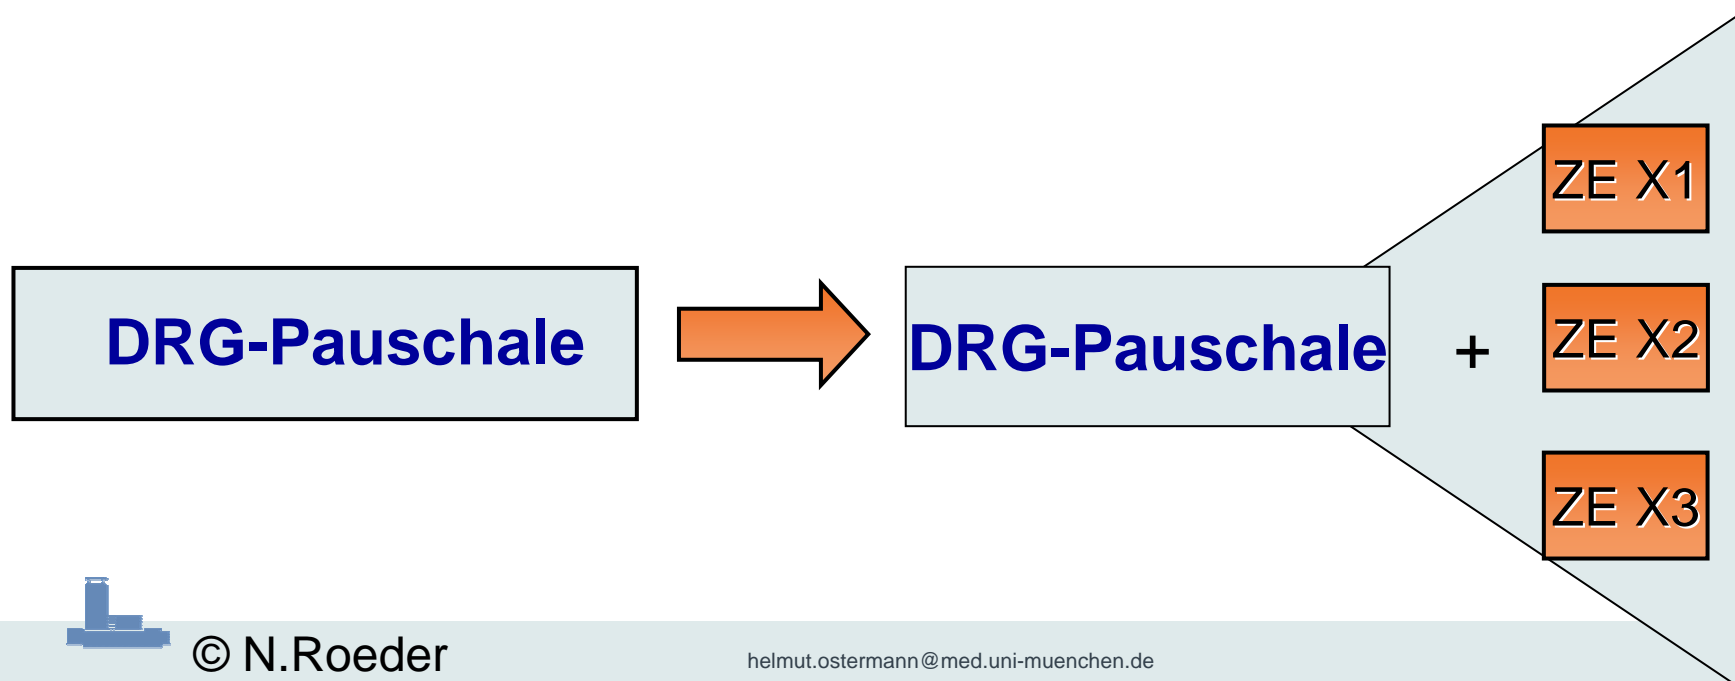 DRG-Pauschale
DRG-Pauschale
+
ZE X1
ZE X2
ZE X3
© N.Roeder
helmut.ostermann@med.uni-muenchen.de